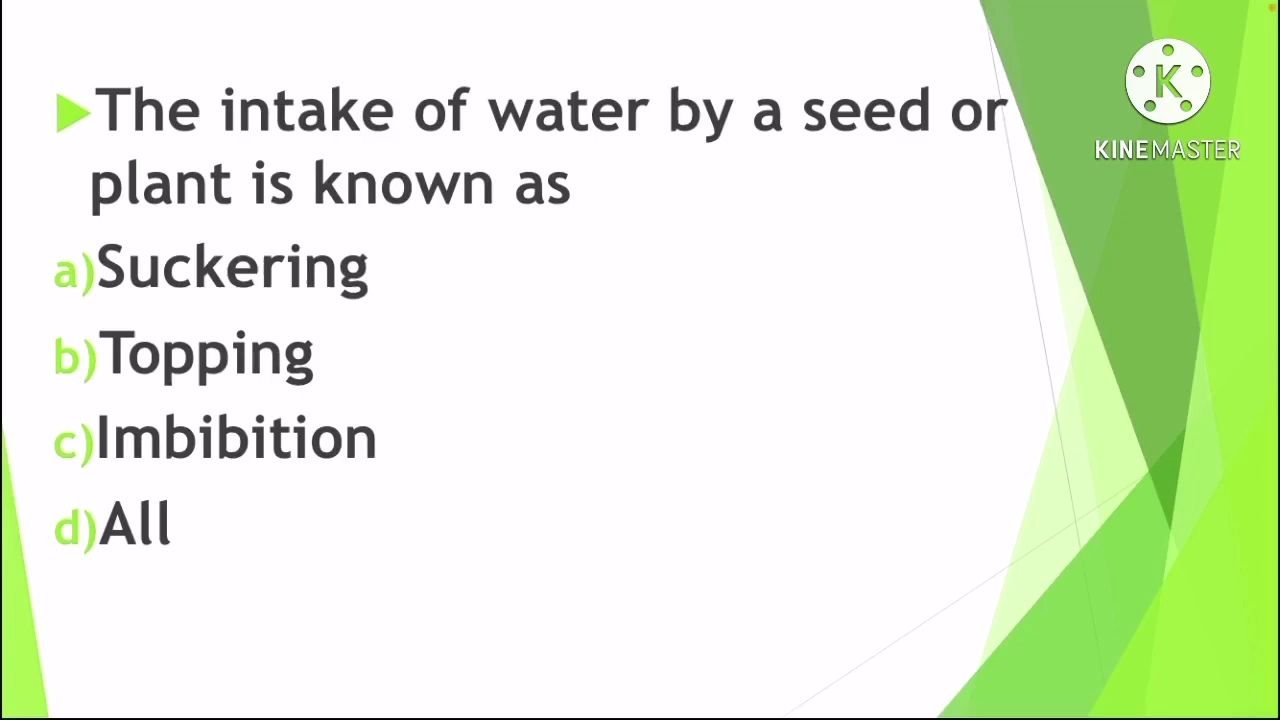 The intake of water by a seed or
plant is known as
a)Suckering
b)Topping
c)Imbibition
d)All
K
KINEMASTER